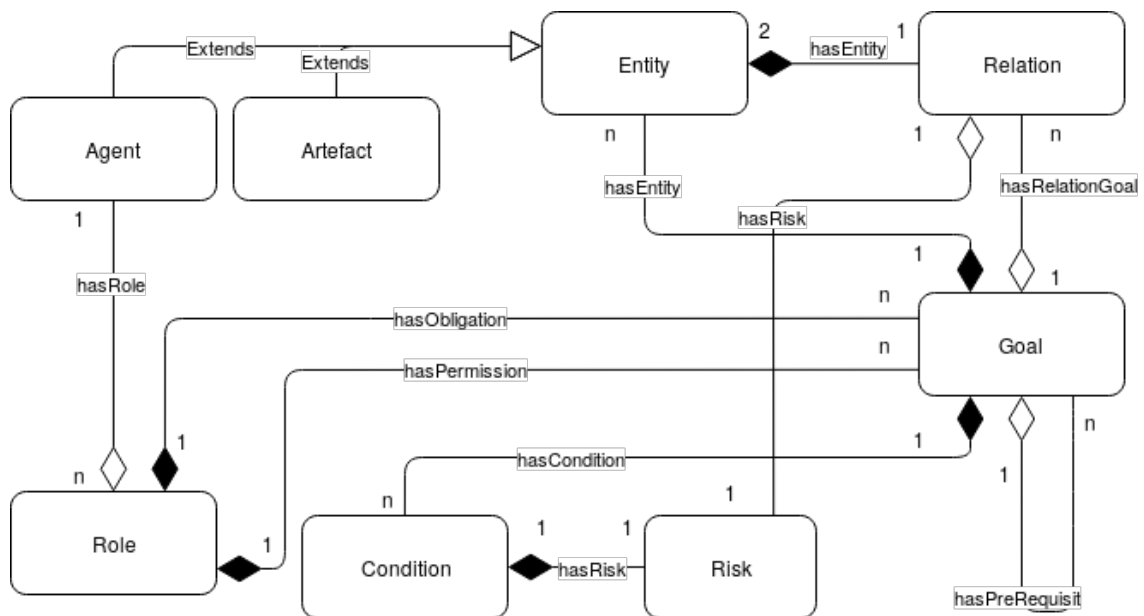 2
1
Extends
hasEntity
Entity
Relation
Extends
n
1
n
Agent
Artefact
hasEntity
hasRelationGoal
1
hasRisk
1
1
hasRole
n
hasObligation
Goal
n
hasPermission
n
1
1
hasCondition
n
1
1
n
1
1
1
Role
Condition
hasRisk
Risk
hasPreRequisit